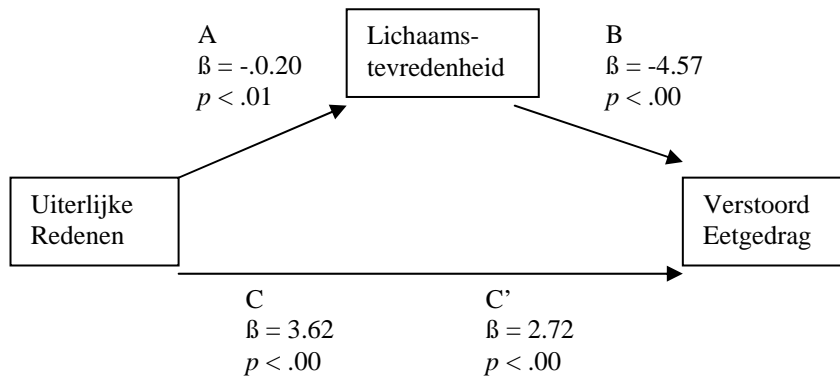 A
ß = -.0.20
p < .01
Lichaams-
tevredenheid
B
ß = -4.57
p < .00
Uiterlijke
Redenen
Verstoord
Eetgedrag
C
ß = 3.62
p < .00
C’
ß = 2.72
p < .00